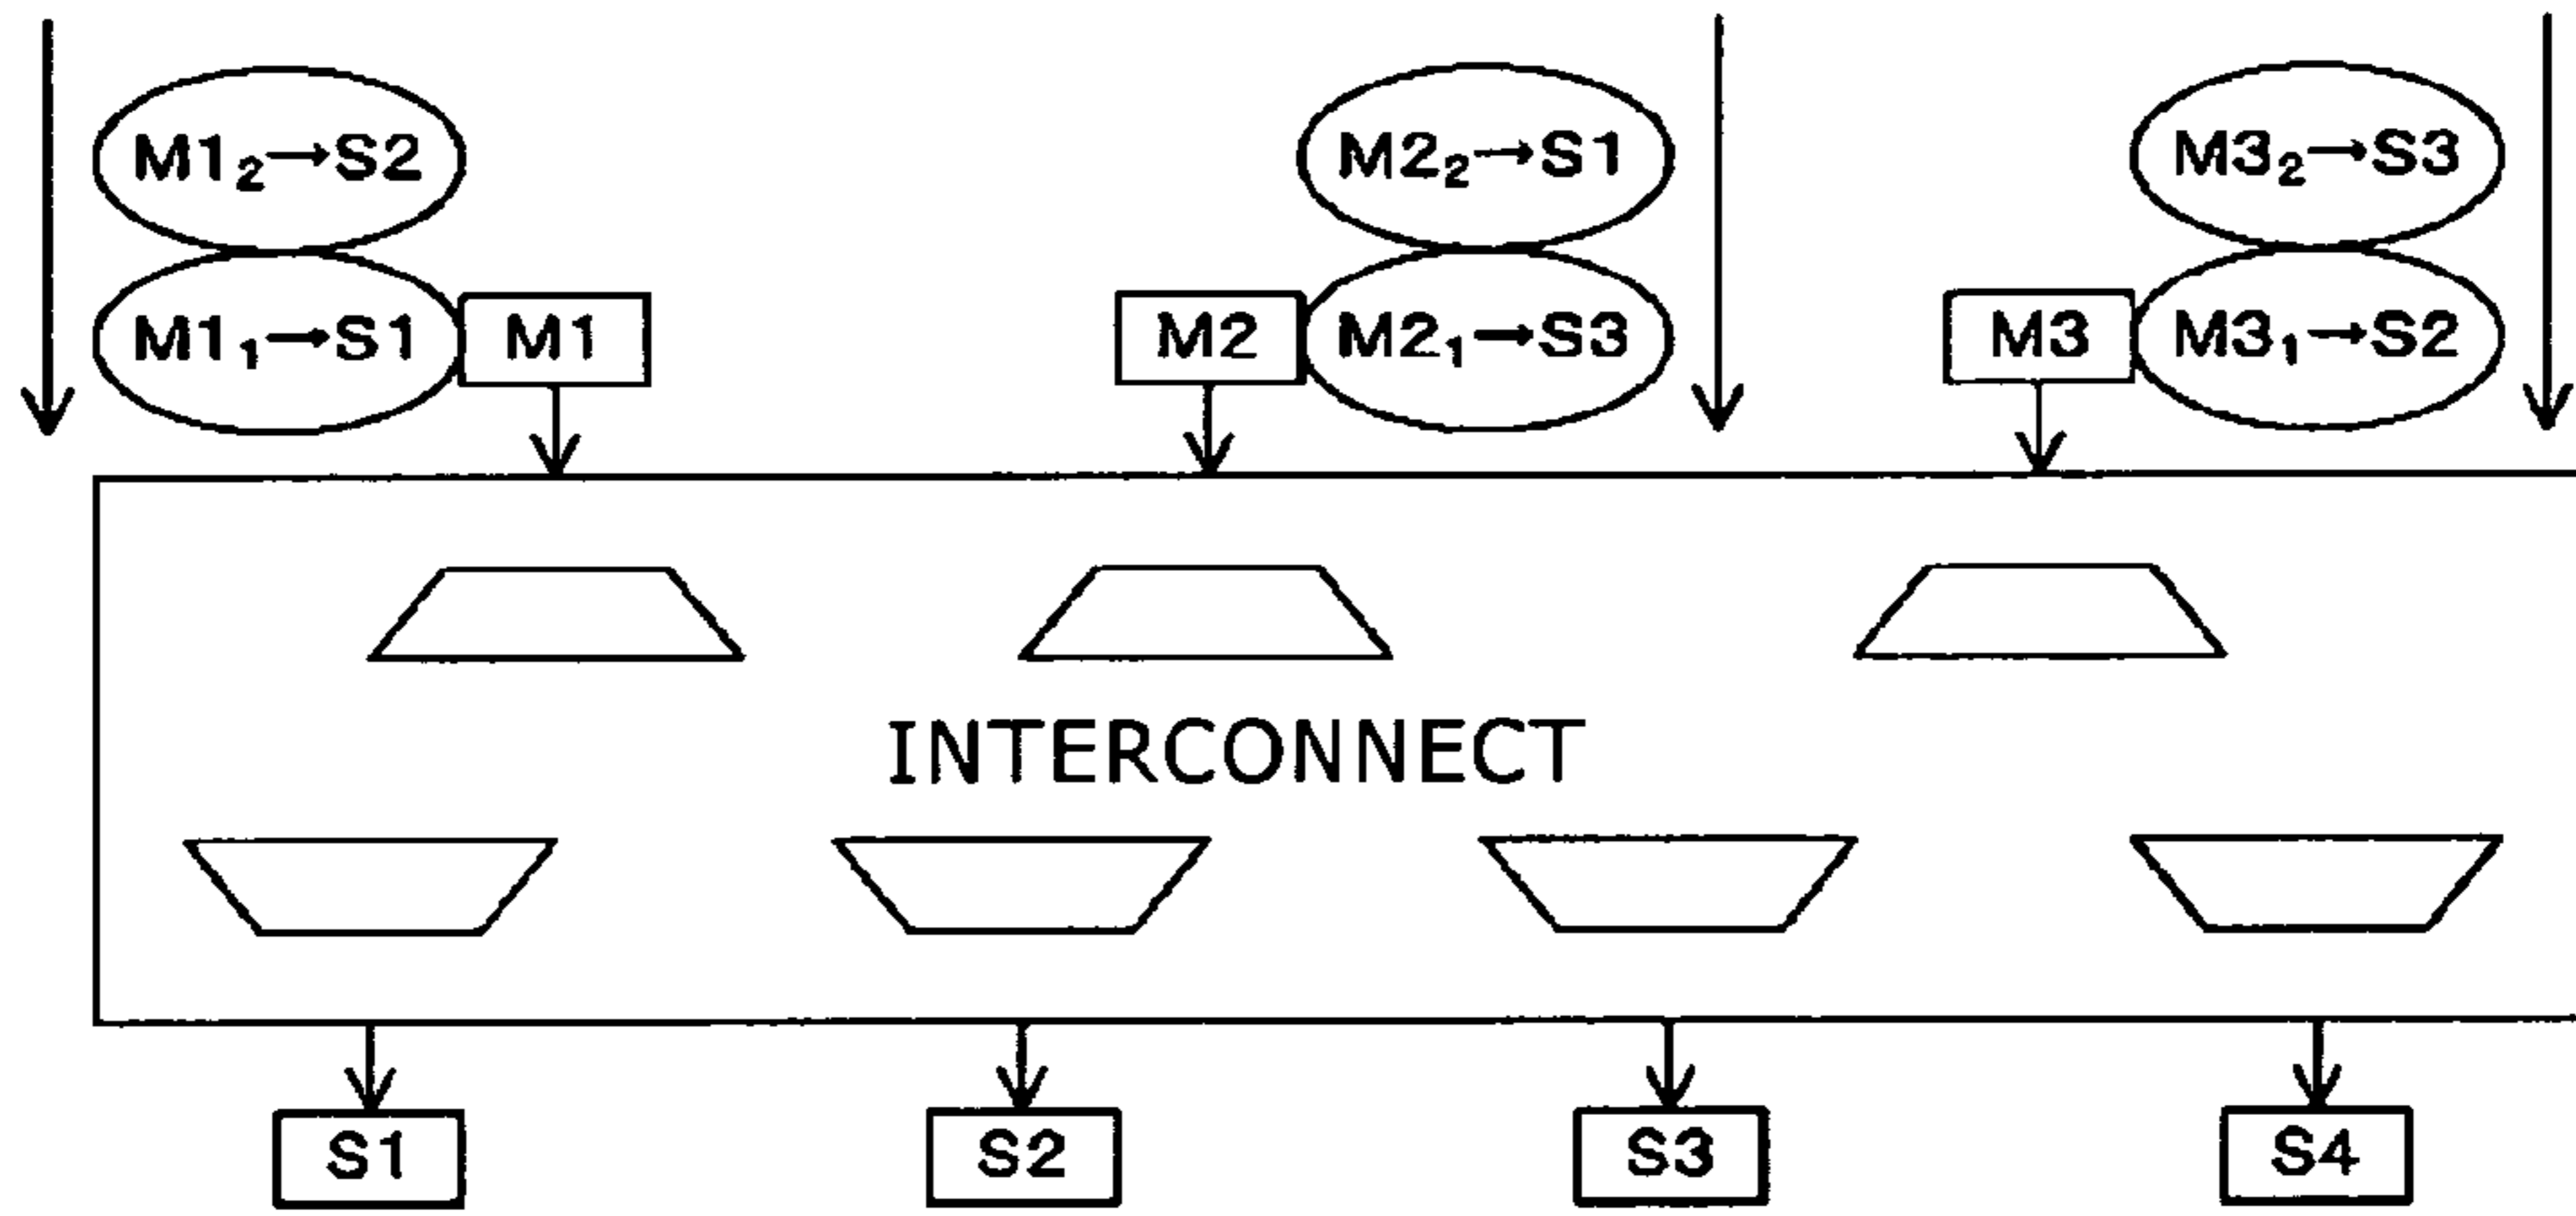 M1₂→S2
M2₂→S1
M3₂→S3
M1₁→S1
M1
M2
M2₁→S3
M3
M3₁→S2
INTERCONNECT
S1
S2
S3
S4